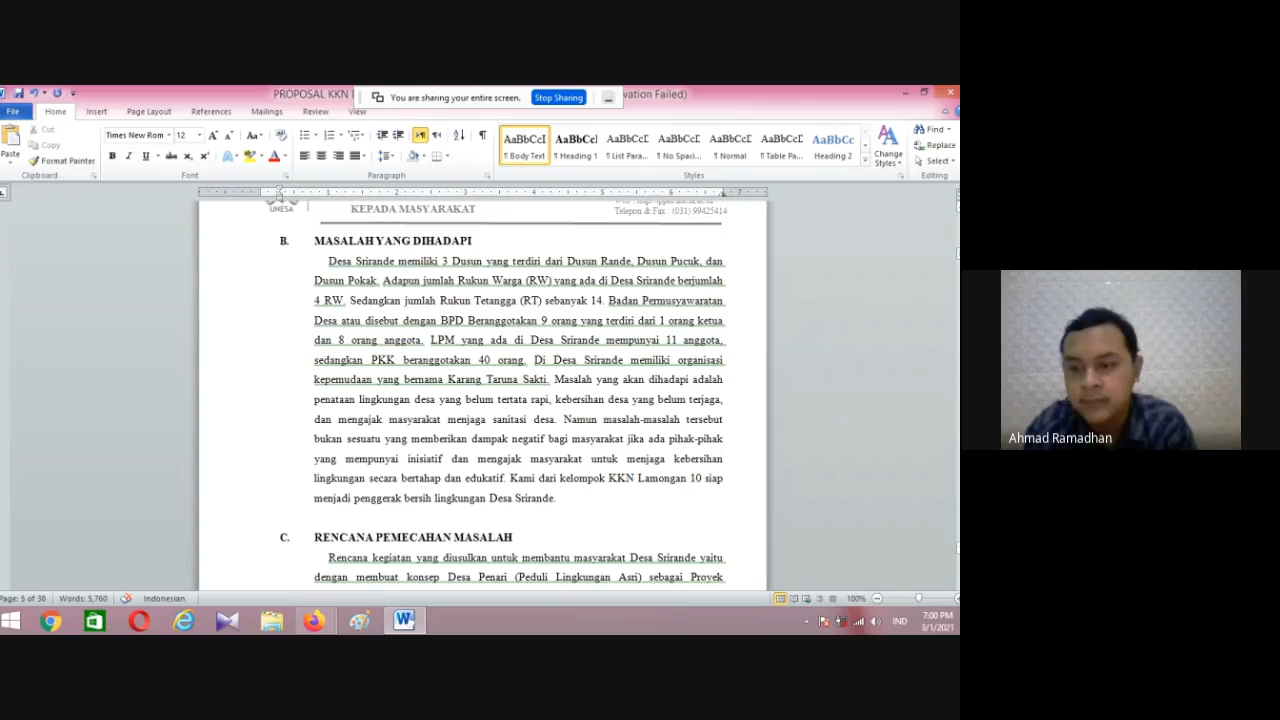 PROPOSAL KKN
You are sharing your entire screen.
Stop Sharing
vation Failed)
File
Home
Insert
Page Layout
References
Mailings
Review
View
Cut
Copy
Paste
Format Painter
Clipboard
Times New Rom
12
Font
Paragraph
AaBbCcI
¶ Body Text
AaBbCc
¶ Heading 1
AaBbCcD
¶ List Para...
AaBbCcD
¶ No Spaci...
AaBbCcD
¶ Normal
AaBbCcD
¶ Table Pa...
AaBbCc
Heading 2
Change
Styles
Styles
Find
Replace
Select
Editing
UNESA
KEPADA MASYARAKAT
Telepon & Fax : (031) 99425414
B. MASALAH YANG DIHADAPI
Desa Srirande memiliki 3 Dusun yang terdiri dari Dusun Rande, Dusun Pucuk, dan
Dusun Pokak. Adapun jumlah Rukun Warga (RW) yang ada di Desa Srirande berjumlah
4 RW. Sedangkan jumlah Rukun Tetangga (RT) sebanyak 14. Badan Permusyawaratan
Desa atau disebut dengan BPD Beranggotakan 9 orang yang terdiri dari 1 orang ketua
dan 8 orang anggota. LPM yang ada di Desa Srirande mempunyai 11 anggota,
sedangkan PKK beranggotakan 40 orang. Di Desa Srirande memiliki organisasi
kepemudaan yang bernama Karang Taruna Sakti. Masalah yang akan dihadapi adalah
penataan lingkungan desa yang belum tertata rapi, kebersihan desa yang belum terjaga,
dan mengajak masyarakat menjaga sanitasi desa. Namun masalah-masalah tersebut
bukan sesuatu yang memberikan dampak negatif bagi masyarakat jika ada pihak-pihak
yang mempunyai inisiatif dan mengajak masyarakat untuk menjaga kebersihan
lingkungan secara bertahap dan edukatif. Kami dari kelompok KKN Lamongan 10 siap
menjadi penggerak bersih lingkungan Desa Srirande.
C. RENCANA PEMECAHAN MASALAH
Rencana kegiatan yang diusulkan untuk membantu masyarakat Desa Srirande yaitu
dengan membuat konsep Desa Penari (Peduli Lingkungan Asri) sebagai Proyek
Page: 5 of 38
Words: 5,760
Indonesian
100%
IND
7:00 PM
3/1/2021
Ahmad Ramadhan